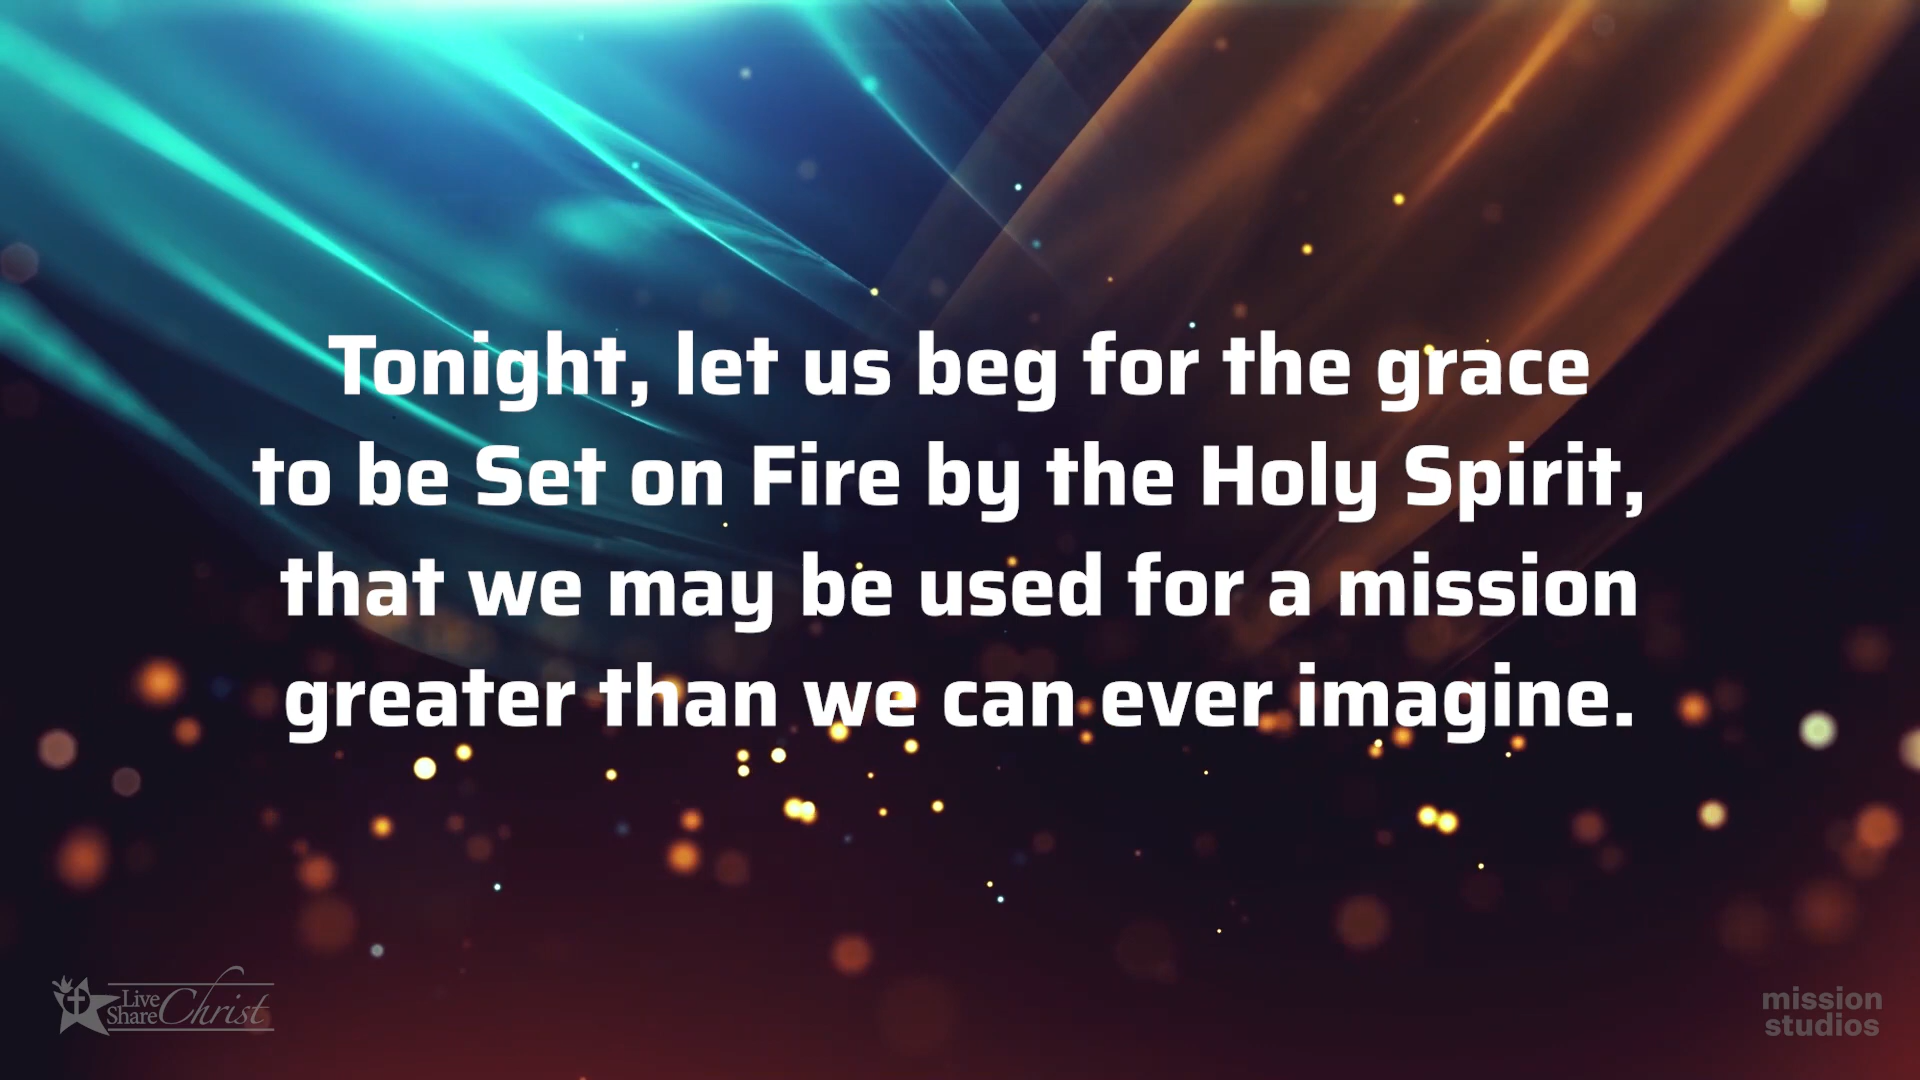 Tonight, let us beg for the grace
to be Set on Fire by the Holy Spirit,
that we may be used for a mission
greater than we can ever imagine.
Live
Share Christ
mission
studios